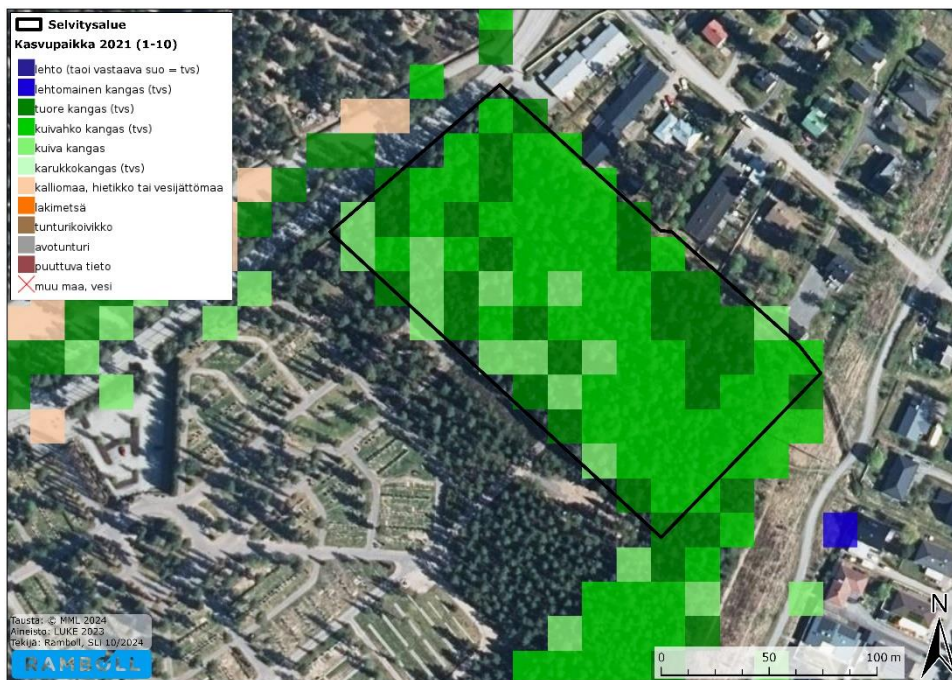 Selvitysalue
Kasvupaikka 2021 (1-10)
lehto (taoi vastaava suo = tvs)
lehtomainen kangas (tvs)
tuore kangas (tvs)
kuivahko kangas (tvs)
kuiva kangas
karukkokangas (tvs)
kalliomaa, hietikko tai vesijättömaa
lakimetsä
tunturikoivikko
avotunturi
puuttuva tieto
muu maa, vesi
Tausta: © MML 2024
Aineisto: LUKE 2023
Tekijä: Ramboll, SLi 10/2024
RAMBOLL
N
0 50 100 m